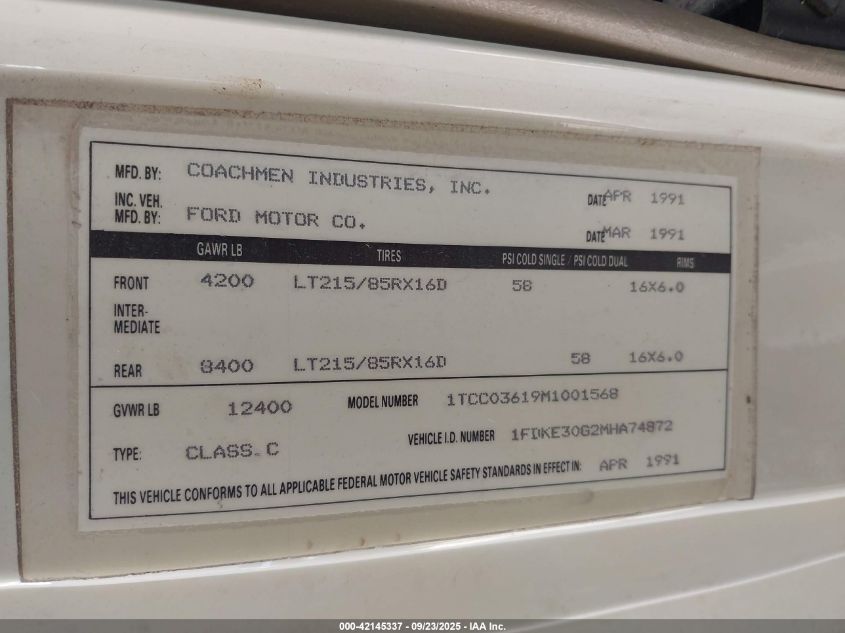 MFD. BY: COACHMEN INDUSTRIES, INC. DATE APR 1991
INC. VEH.
MFD. BY: FORD MOTOR CO. DATE MAR 1991
GAWR LB TIRES PSI COLD SINGLE / PSI COLD DUAL RIMS
FRONT 4200 LT215/85RX16D 58 16X6.0
INTER-
MEDIATE
REAR 8400 LT215/85RX16D 58 16X6.0
GVWR LB 12400 MODEL NUMBER 1TCC03619M1001568
TYPE: CLASS C VEHICLE I.D. NUMBER 1FDKE30G2MHA74872
THIS VEHICLE CONFORMS TO ALL APPLICABLE FEDERAL MOTOR VEHICLE SAFETY STANDARDS IN EFFECT IN: APR 1991
000-42145337 - 09/23/2025 - IAA Inc.